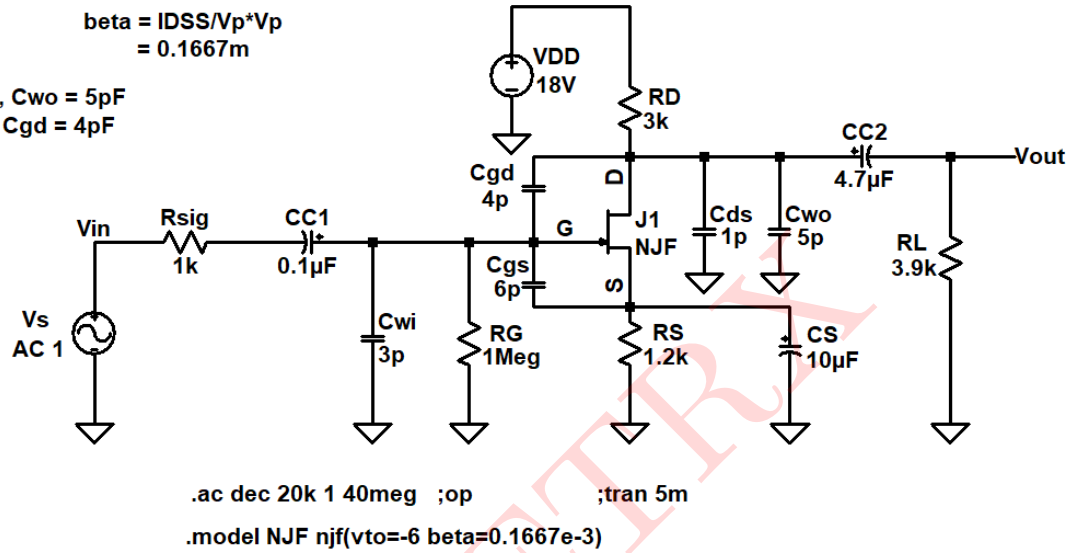 beta = IDSS/Vp*Vp
= 0.1667m
, Cwo = 5pF
Cgd = 4pF
VDD
18V
RD
3k
CC2
4.7µF
Vout
Cgd
4p
D
J1
NJF
G
S
Cds
1p
Cwo
5p
RL
3.9k
Vin
Rsig
1k
CC1
0.1µF
Cgs
6p
Vs
AC 1
Cwi
3p
RG
1Meg
RS
1.2k
CS
10µF
.ac dec 20k 1 40meg ;op ;tran 5m
.model NJF njf(vto=-6 beta=0.1667e-3)